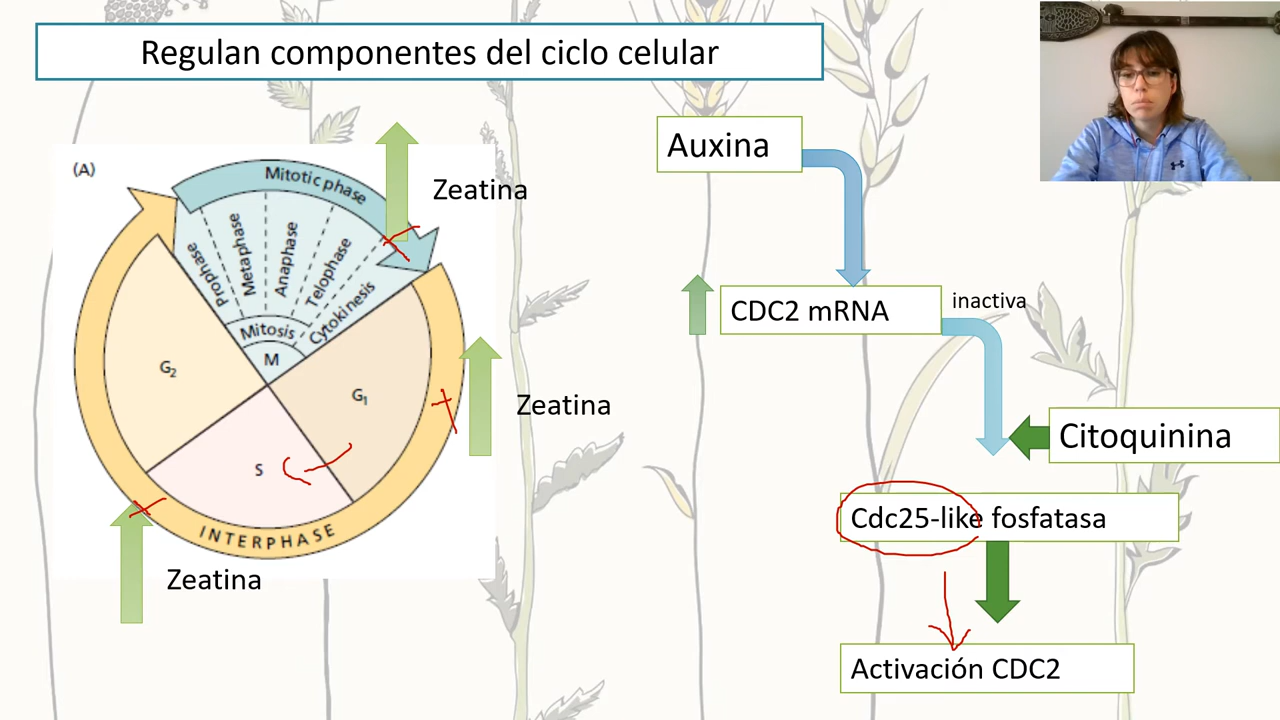 Regulan componentes del ciclo celular
(A)
Mitotic phase
Prophase
Metaphase
Anaphase
Telophase
Cytokinesis
Mitosis
M
G₂
G₁
S
INTERPHASE
Zeatina
Zeatina
Zeatina
Auxina
CDC2 mRNA
inactiva
Citoquinina
Cdc25-like fosfatasa
Activación CDC2